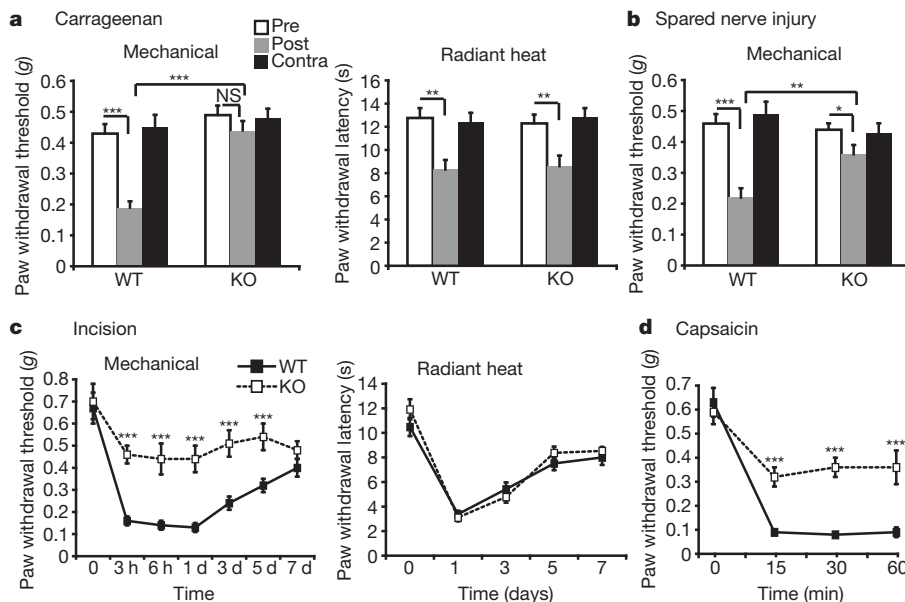 a Carrageenan
Pre
Post
Contra
Mechanical
Paw withdrawal threshold (g)
0.6
0.5
0.4
0.3
0.2
0.1
0
***
***
NS
WT
KO
Radiant heat
Paw withdrawal latency (s)
16
14
12
10
8
6
4
2
0
**
**
WT
KO
b Spared nerve injury
Mechanical
Paw withdrawal threshold (g)
0.6
0.5
0.4
0.3
0.2
0.1
0
***
**
*
WT
KO
c Incision
Mechanical
WT
KO
Paw withdrawal threshold (g)
0.8
0.7
0.6
0.5
0.4
0.3
0.2
0.1
0
*** *** *** *** ***
0 3 h 6 h 1 d 3 d 5 d 7 d
Time
Radiant heat
Paw withdrawal latency (s)
14
12
10
8
6
4
2
0
0 1 3 5 7
Time (days)
d Capsaicin
Paw withdrawal threshold (g)
0.7
0.6
0.5
0.4
0.3
0.2
0.1
0
*** *** ***
0 15 30 60
Time (min)